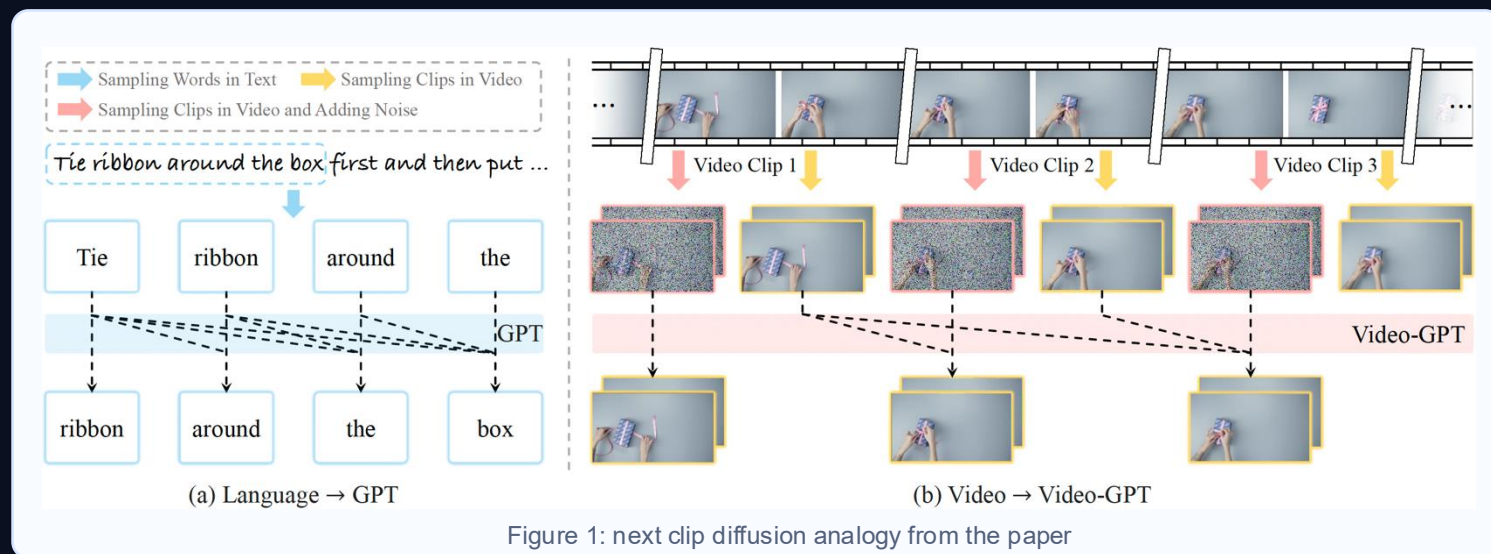 Sampling Words in Text
Sampling Clips in Video
Sampling Clips in Video and Adding Noise
Tie ribbon around the box first and then put ...
Tie
ribbon
around
the
GPT
ribbon
around
the
box
(a) Language → GPT
...
...
Video Clip 1
Video Clip 2
Video Clip 3
Video-GPT
(b) Video → Video-GPT
Figure 1: next clip diffusion analogy from the paper